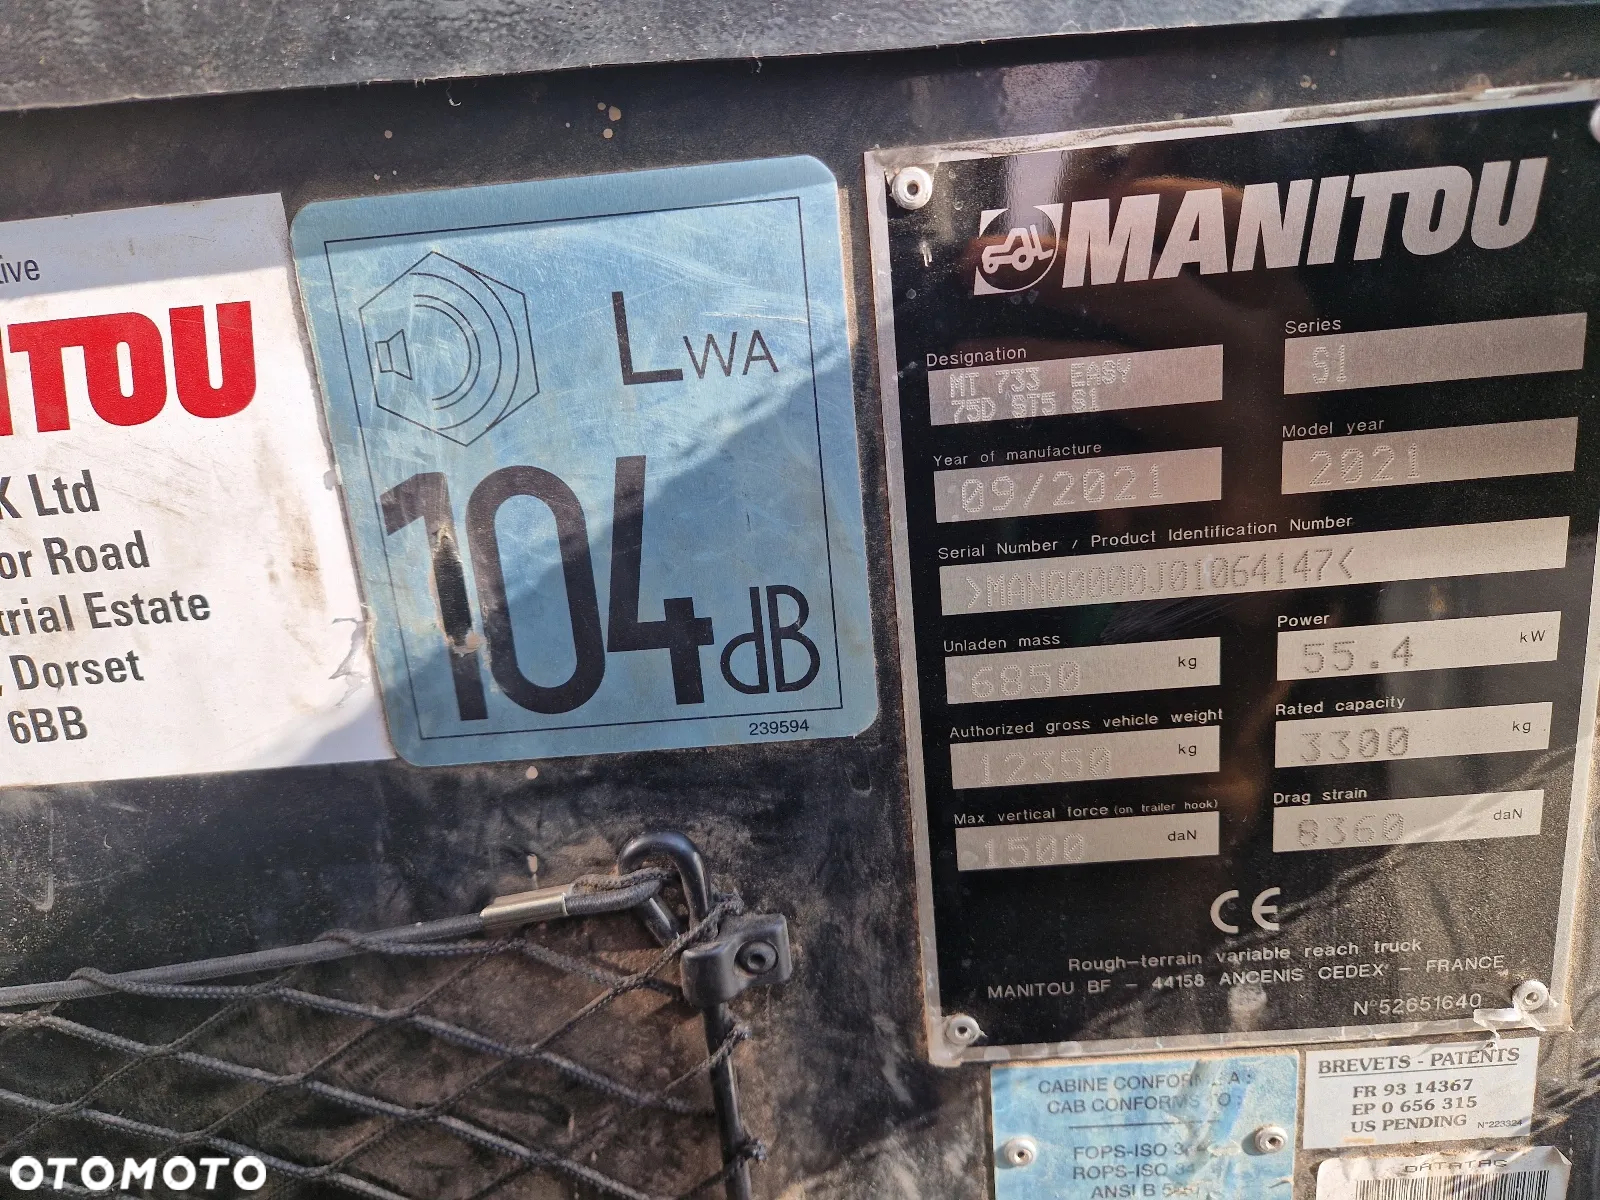 ITOU
K Ltd
or Road
trial Estate
, Dorset
6BB
LWA
104 dB
239594
MANITOU
Designation
MT 733 EASY
75D ST5 S1
Series
S1
Year of manufacture
09/2021
Model year
2021
Serial Number / Product Identification Number
>MAN00000J01064147<
Unladen mass
6850 kg
Power
55.4 kW
Authorized gross vehicle weight
12350 kg
Rated capacity
3300 kg
Max vertical force (on trailer hook)
1500 daN
Drag strain
8360 daN
CE
Rough-terrain variable reach truck
MANITOU BF - 44158 ANCENIS CEDEX - FRANCE
N°52651640
CABINE
CAB CONFORMS TO :
FOPS-ISO
ROPS-ISO
ANSI B
BREVETS - PATENTS
FR 93 14367
EP 0 656 315
US PENDING N°223324
DATATAG
OTOMOTO